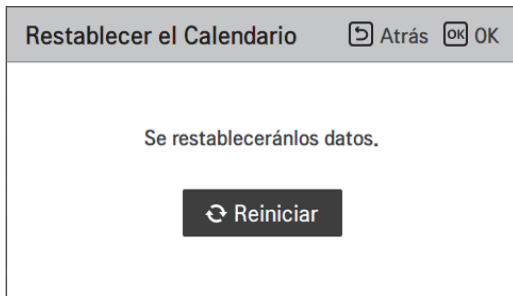 Restablecer el Calendario Atrás OK OK
Se restableceránlos datos.
Reiniciar